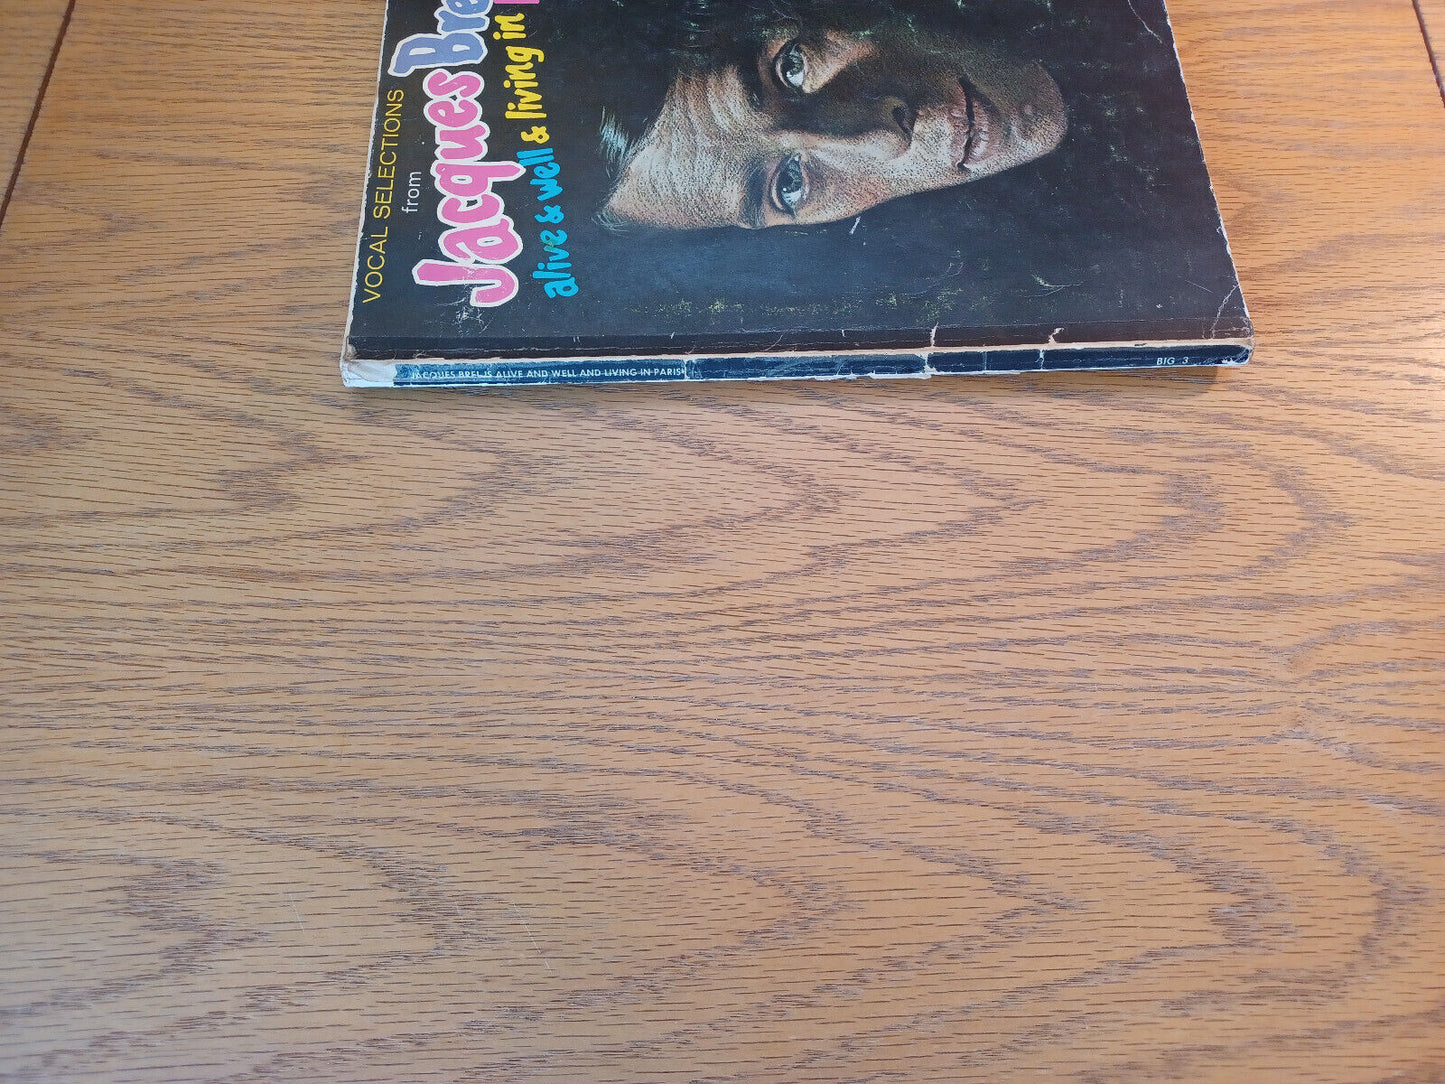 VOCAL SELECTIONS
from
Jacques Bre
alive & well & living in
JACQUES BREL IS ALIVE AND WELL AND LIVING IN PARIS
BIG 3